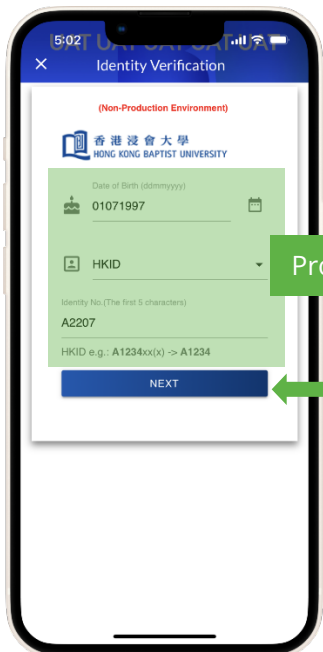 UAT UAT UAT UAT UAT
5:02
Identity Verification
(Non-Production Environment)
香港浸會大學
HONG KONG BAPTIST UNIVERSITY
Date of Birth (ddmmyyyy)
01071997
HKID
Pro
Identity No.(The first 5 characters)
A2207
HKID e.g.: A1234xx(x) -> A1234
NEXT